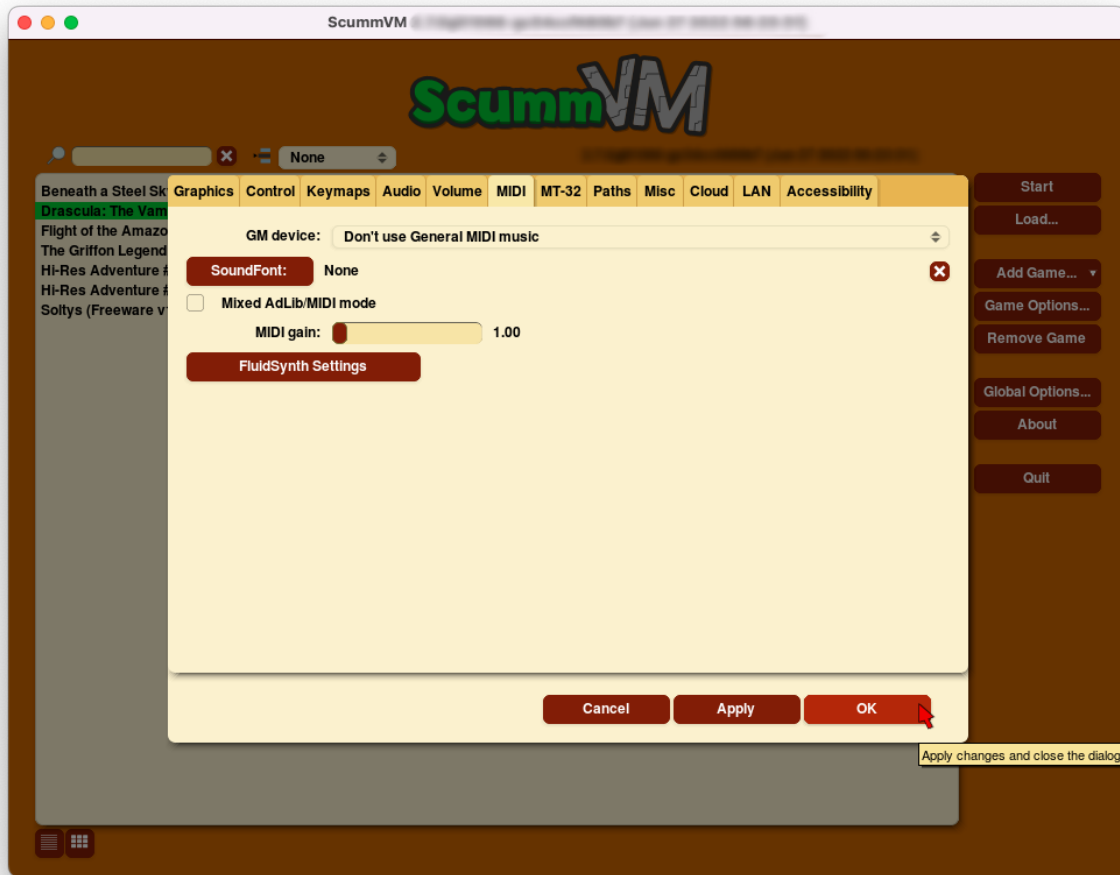 ScummVM
ScummVM
None
Beneath a Steel Sk
Drascula: The Vam
Flight of the Amazo
The Griffon Legend
Hi-Res Adventure #
Hi-Res Adventure #
Soltys (Freeware v
Graphics Control Keymaps Audio Volume MIDI MT-32 Paths Misc Cloud LAN Accessibility
GM device: Don't use General MIDI music
SoundFont: None
Mixed AdLib/MIDI mode
MIDI gain: 1.00
FluidSynth Settings
Cancel Apply OK
Apply changes and close the dialog
Start
Load...
Add Game...
Game Options...
Remove Game
Global Options...
About
Quit